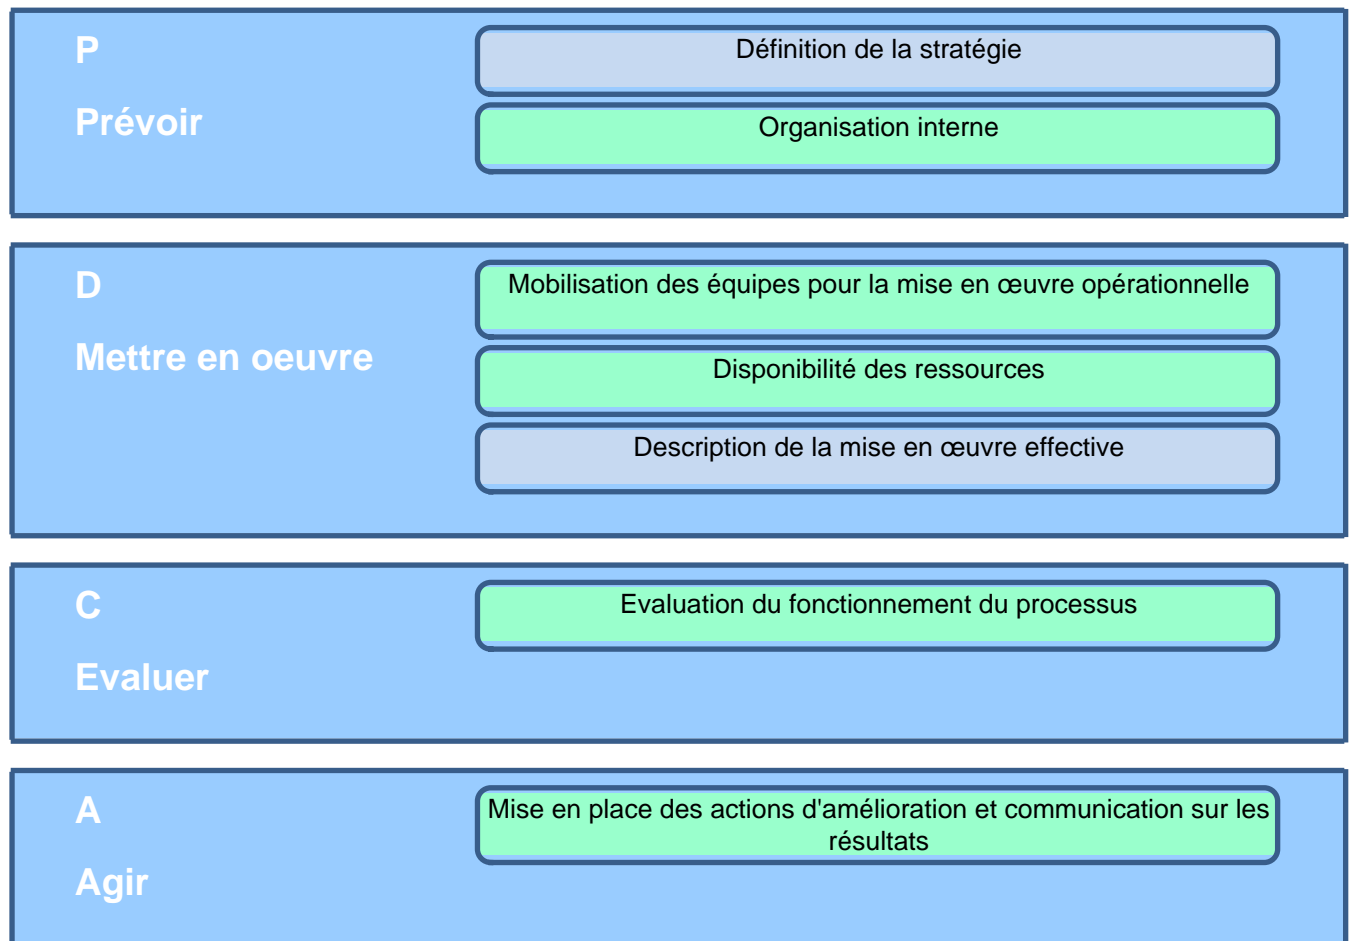 P
Prévoir
Définition de la stratégie
Organisation interne
D
Mettre en oeuvre
Mobilisation des équipes pour la mise en œuvre opérationnelle
Disponibilité des ressources
Description de la mise en œuvre effective
C
Evaluer
Evaluation du fonctionnement du processus
A
Agir
Mise en place des actions d'amélioration et communication sur les
résultats